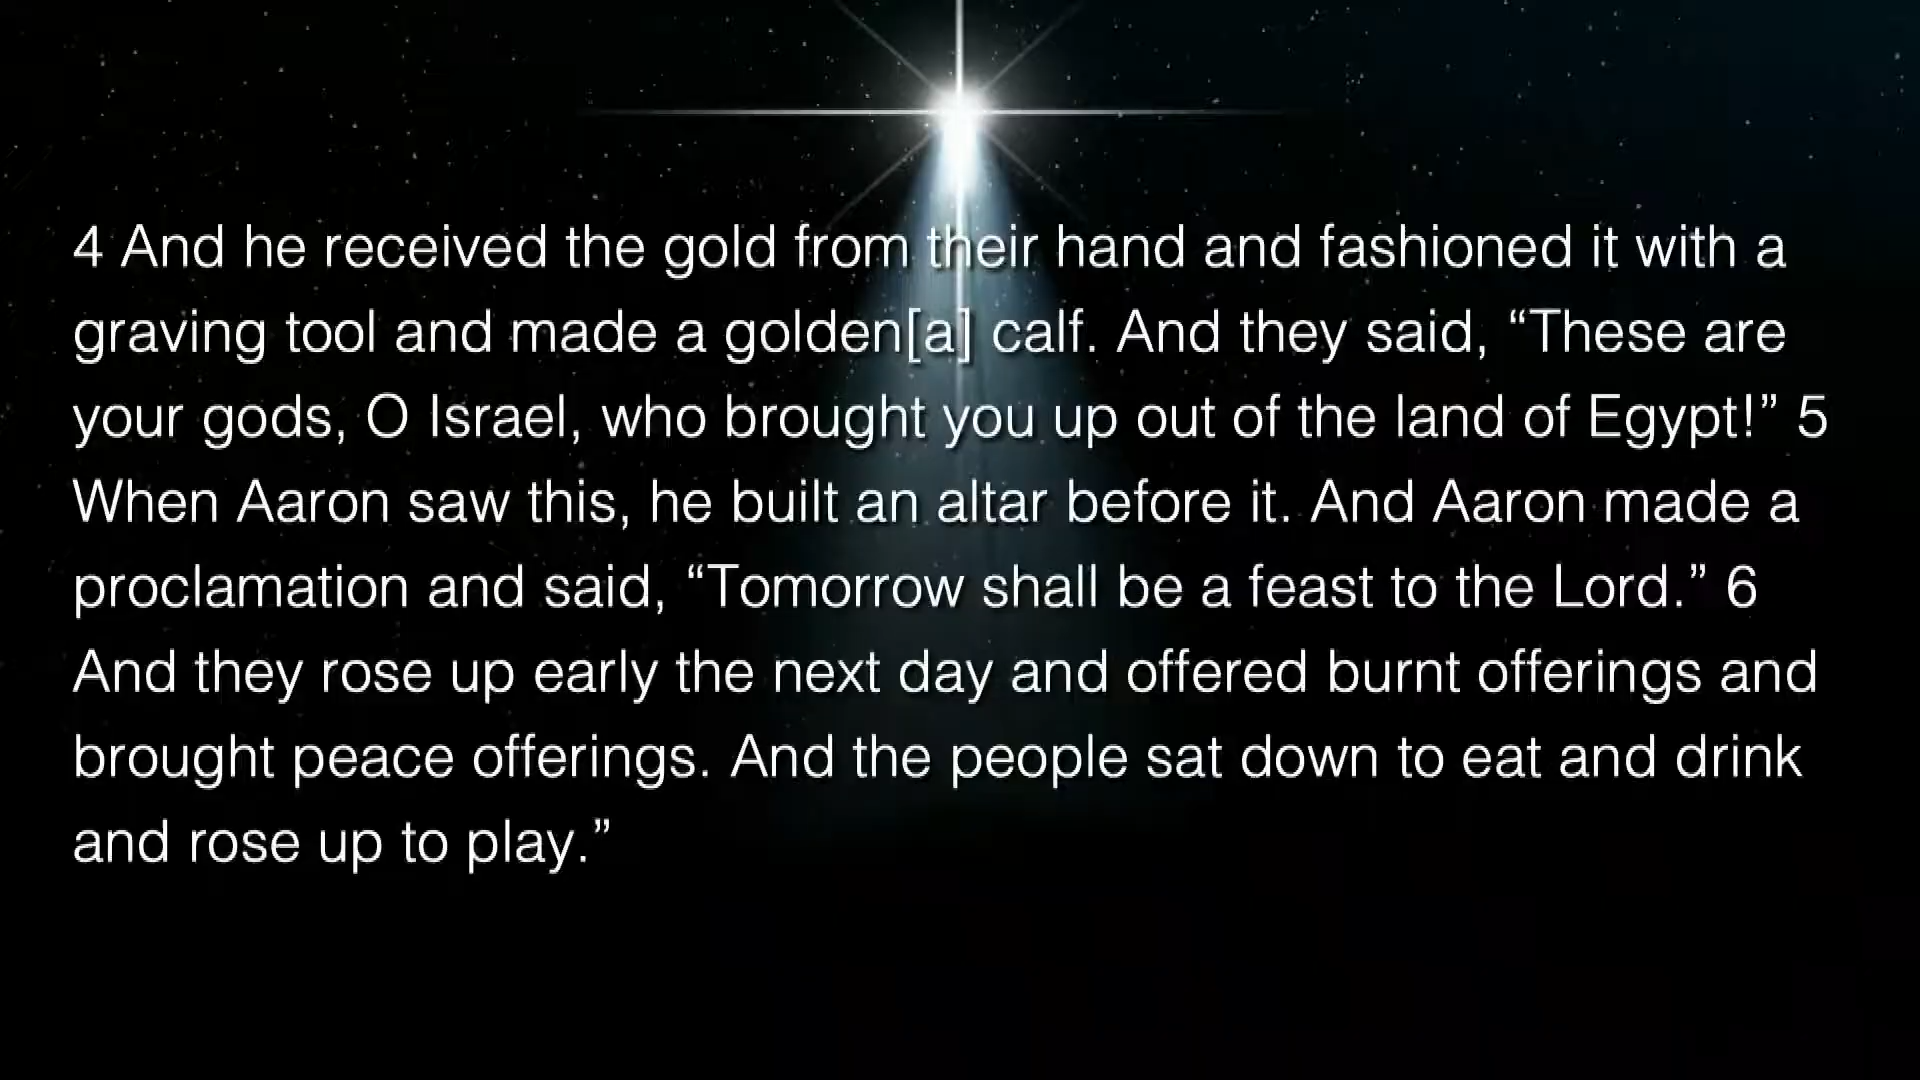 4 And he received the gold from their hand and fashioned it with a
graving tool and made a golden[a] calf. And they said, “These are
your gods, O Israel, who brought you up out of the land of Egypt!” 5
When Aaron saw this, he built an altar before it. And Aaron made a
proclamation and said, “Tomorrow shall be a feast to the Lord.” 6
And they rose up early the next day and offered burnt offerings and
brought peace offerings. And the people sat down to eat and drink
and rose up to play.”